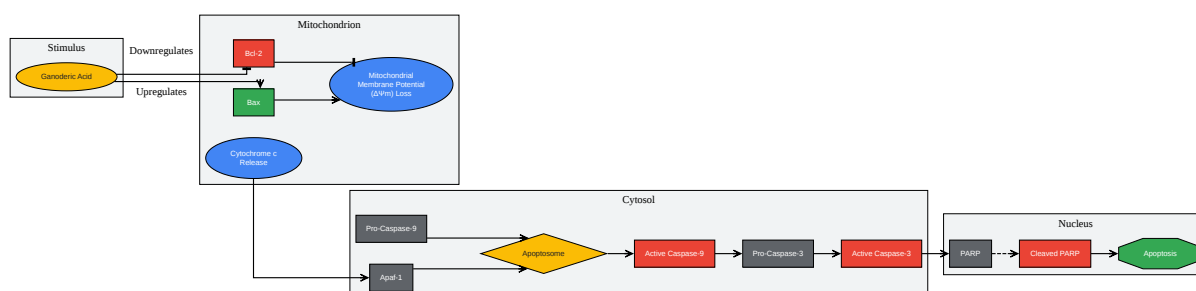 Stimulus
Ganoderic Acid
Downregulates
Upregulates
Mitochondrion
Bcl-2
Bax
Mitochondrial
Membrane Potential
(ΔΨm) Loss
Cytochrome c
Release
Cytosol
Pro-Caspase-9
Apaf-1
Apoptosome
Active Caspase-9
Pro-Caspase-3
Active Caspase-3
Nucleus
PARP
Cleaved PARP
Apoptosis